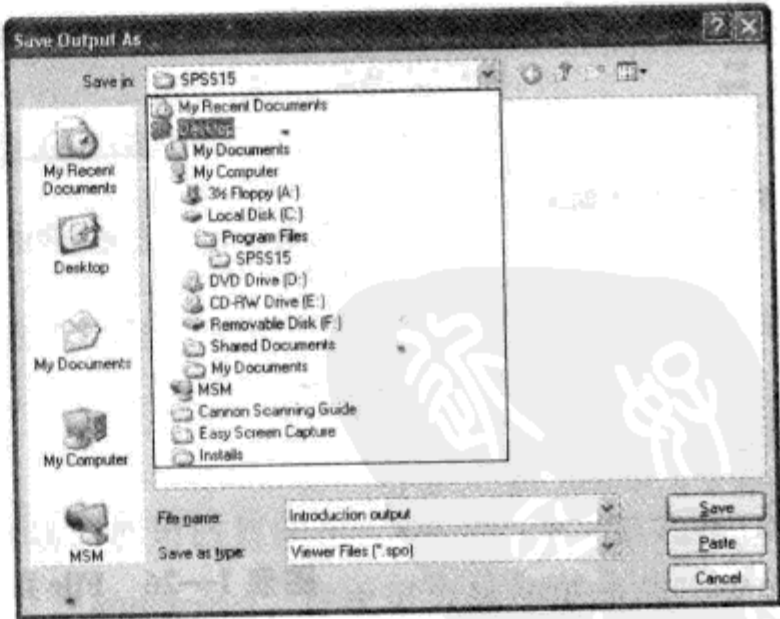 Save Output As
Save in: SPSS15
My Recent Documents
Desktop
My Documents
My Computer
3½ Floppy (A:)
Local Disk (C:)
Program Files
SPSS15
DVD Drive (D:)
CD-RW Drive (E:)
Removable Disk (F:)
Shared Documents
My Documents
MSM
Cannon Scanning Guide
Easy Screen Capture
Installs
My Recent
Documents
Desktop
My Documents
My Computer
MSM
File name: Introduction output
Save as type: Viewer Files (*.spo)
Save
Paste
Cancel